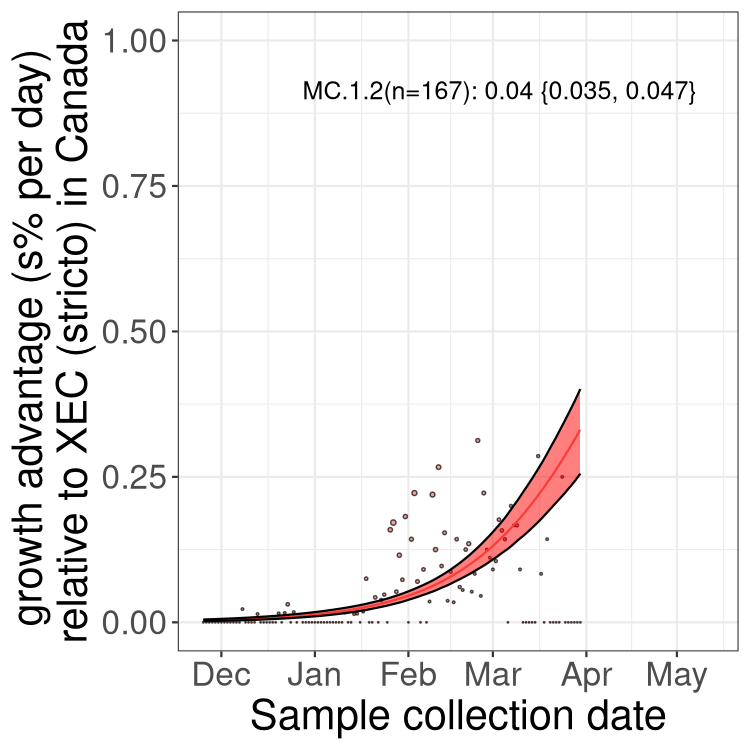 growth advantage (s% per day)
relative to XEC (stricto) in Canada
1.00
0.75
0.50
0.25
0.00
MC.1.2(n=167): 0.04 {0.035, 0.047}
Dec Jan Feb Mar Apr May
Sample collection date